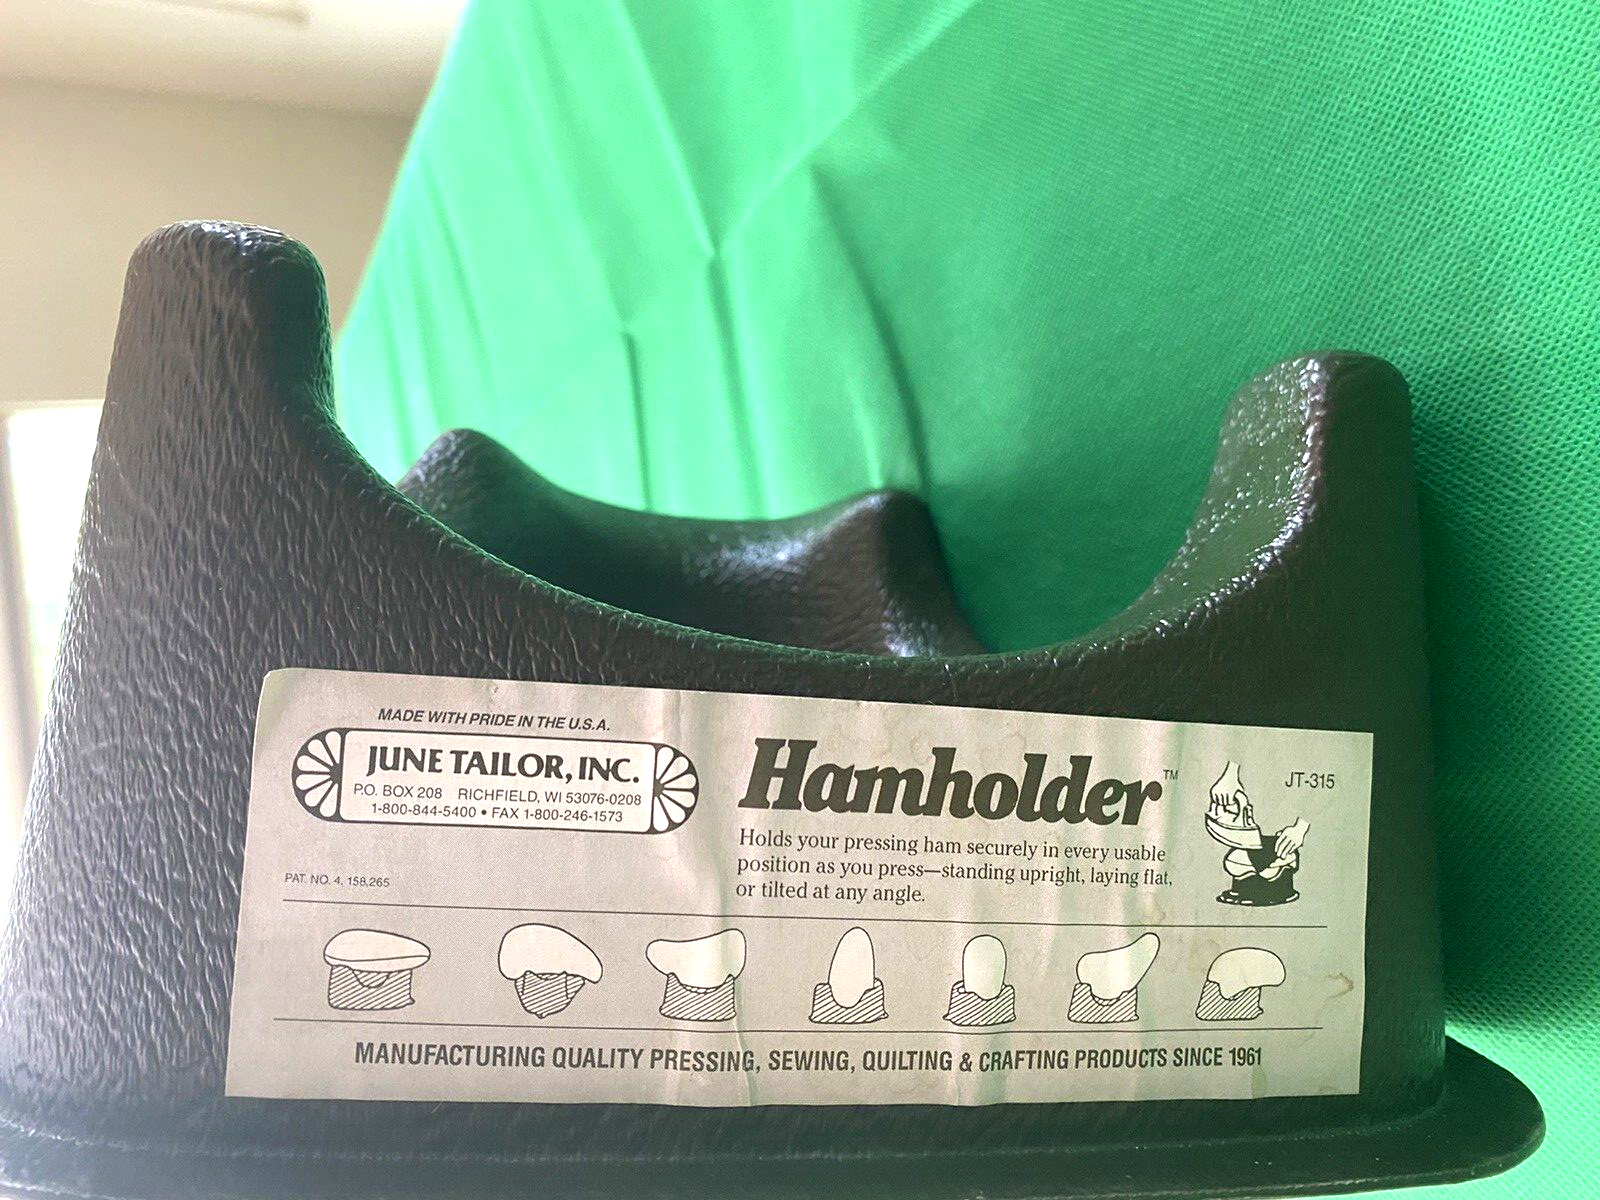 MADE WITH PRIDE IN THE U.S.A.
JUNE TAILOR, INC.
P.O. BOX 208 RICHFIELD, WI 53076-0208
1-800-844-5400 • FAX 1-800-246-1573
PAT. NO. 4, 158,265
Hamholder™
JT-315
Holds your pressing ham securely in every usable
position as you press—standing upright, laying flat,
or tilted at any angle.
MANUFACTURING QUALITY PRESSING, SEWING, QUILTING & CRAFTING PRODUCTS SINCE 1961